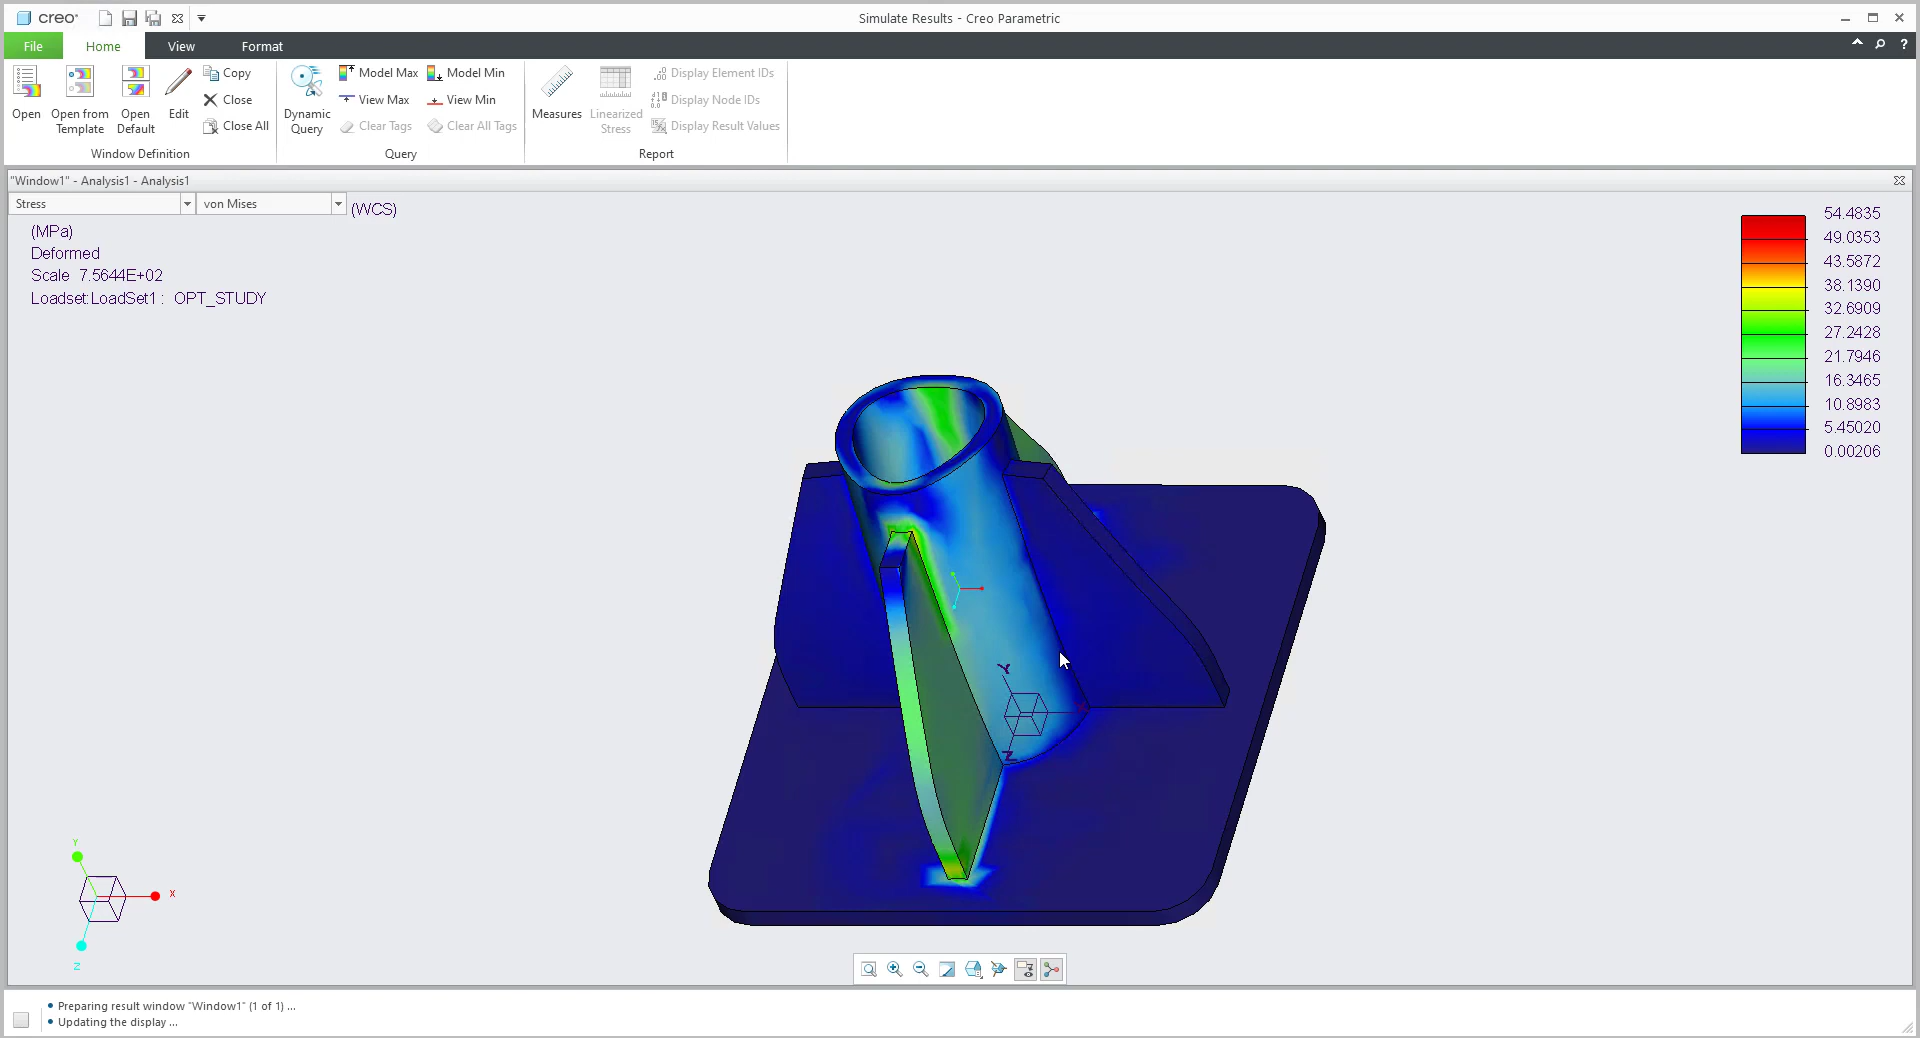 creo®
Simulate Results - Creo Parametric
File
Home
View
Format
?
Open
Open from
Template
Open
Default
Edit
Copy
Close
Close All
Window Definition
Dynamic
Query
Model Max
Model Min
View Max
View Min
Clear Tags
Clear All Tags
Query
Measures
Linearized
Stress
Display Element IDs
Display Node IDs
Display Result Values
Report
"Window1" - Analysis1 - Analysis1
Stress
von Mises
(WCS)
(MPa)
Deformed
Scale 7.5644E+02
Loadset:LoadSet1 : OPT_STUDY
54.4835
49.0353
43.5872
38.1390
32.6909
27.2428
21.7946
16.3465
10.8983
5.45020
0.00206
Y
Z
Y
X
Z
Preparing result window "Window1" (1 of 1) ...
Updating the display ...